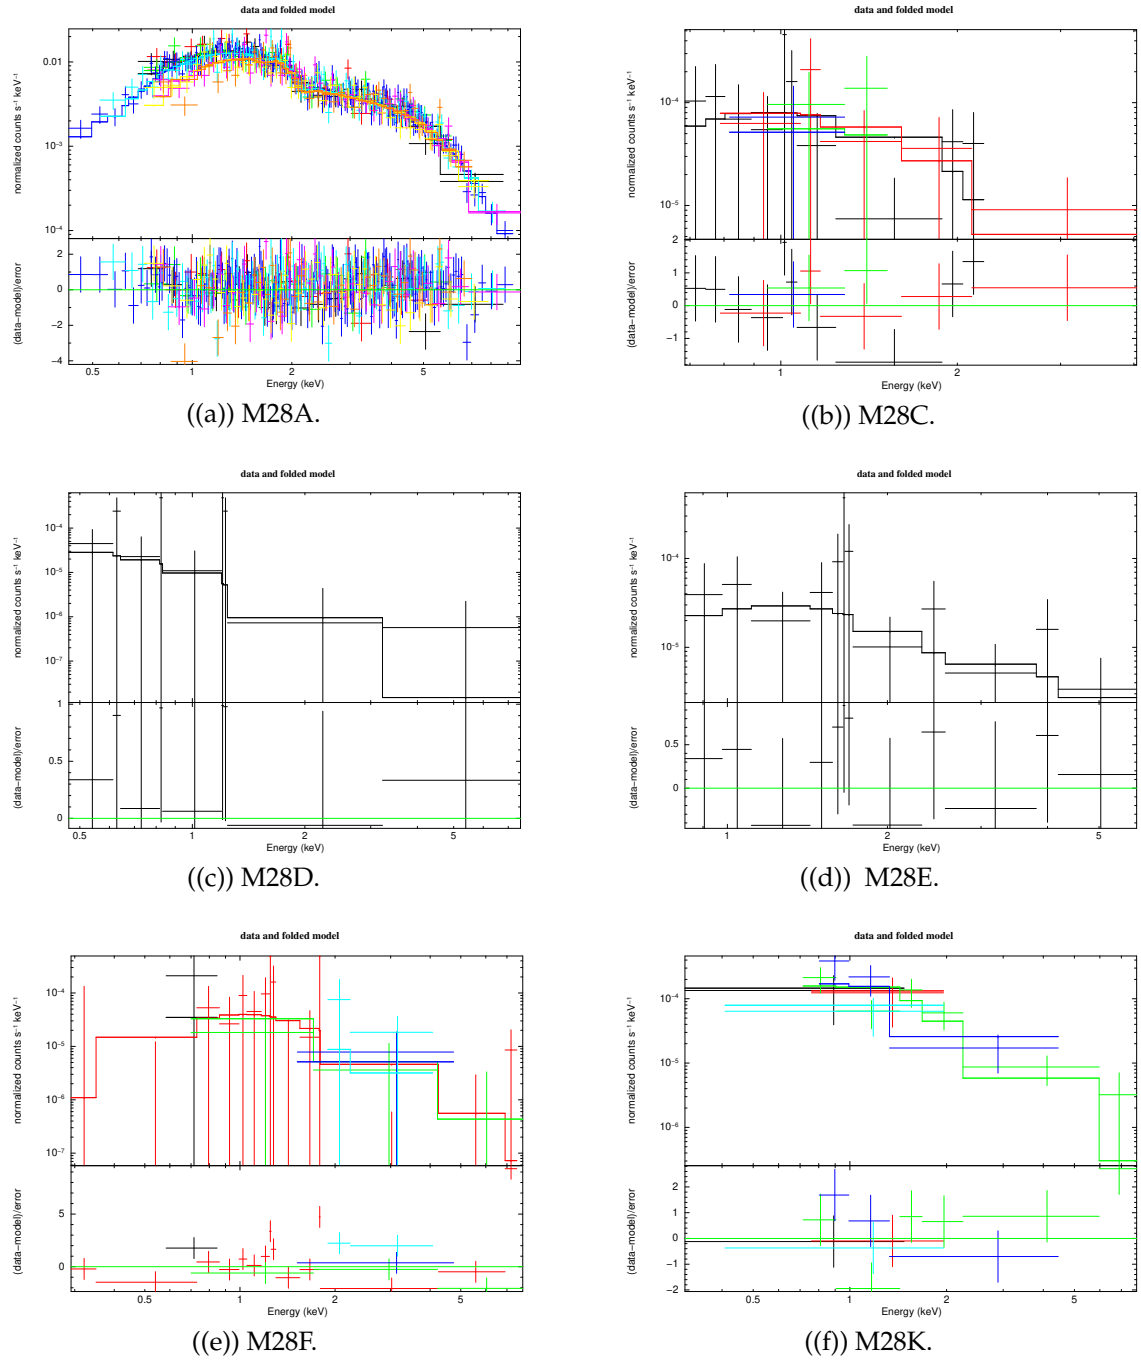 data and folded model
normalized counts s⁻¹ keV⁻¹
0.01
10⁻³
10⁻⁴
(data−model)/error
2
0
−2
−4
0.5 1 2 5
Energy (keV)
((a)) M28A.
data and folded model
normalized counts s⁻¹ keV⁻¹
10⁻⁴
10⁻⁵
(data−model)/error
2
1
0
−1
1 2
Energy (keV)
((b)) M28C.
data and folded model
normalized counts s⁻¹ keV⁻¹
10⁻⁴
10⁻⁵
10⁻⁶
10⁻⁷
(data−model)/error
1
0.5
0
0.5 1 2 5
Energy (keV)
((c)) M28D.
data and folded model
normalized counts s⁻¹ keV⁻¹
10⁻⁴
10⁻⁵
(data−model)/error
0.5
0
1 2 5
Energy (keV)
((d)) M28E.
data and folded model
normalized counts s⁻¹ keV⁻¹
10⁻⁴
10⁻⁵
10⁻⁶
10⁻⁷
(data−model)/error
5
0
0.5 1 2 5
Energy (keV)
((e)) M28F.
data and folded model
normalized counts s⁻¹ keV⁻¹
10⁻⁴
10⁻⁵
10⁻⁶
(data−model)/error
2
1
0
−1
−2
0.5 1 2 5
Energy (keV)
((f)) M28K.